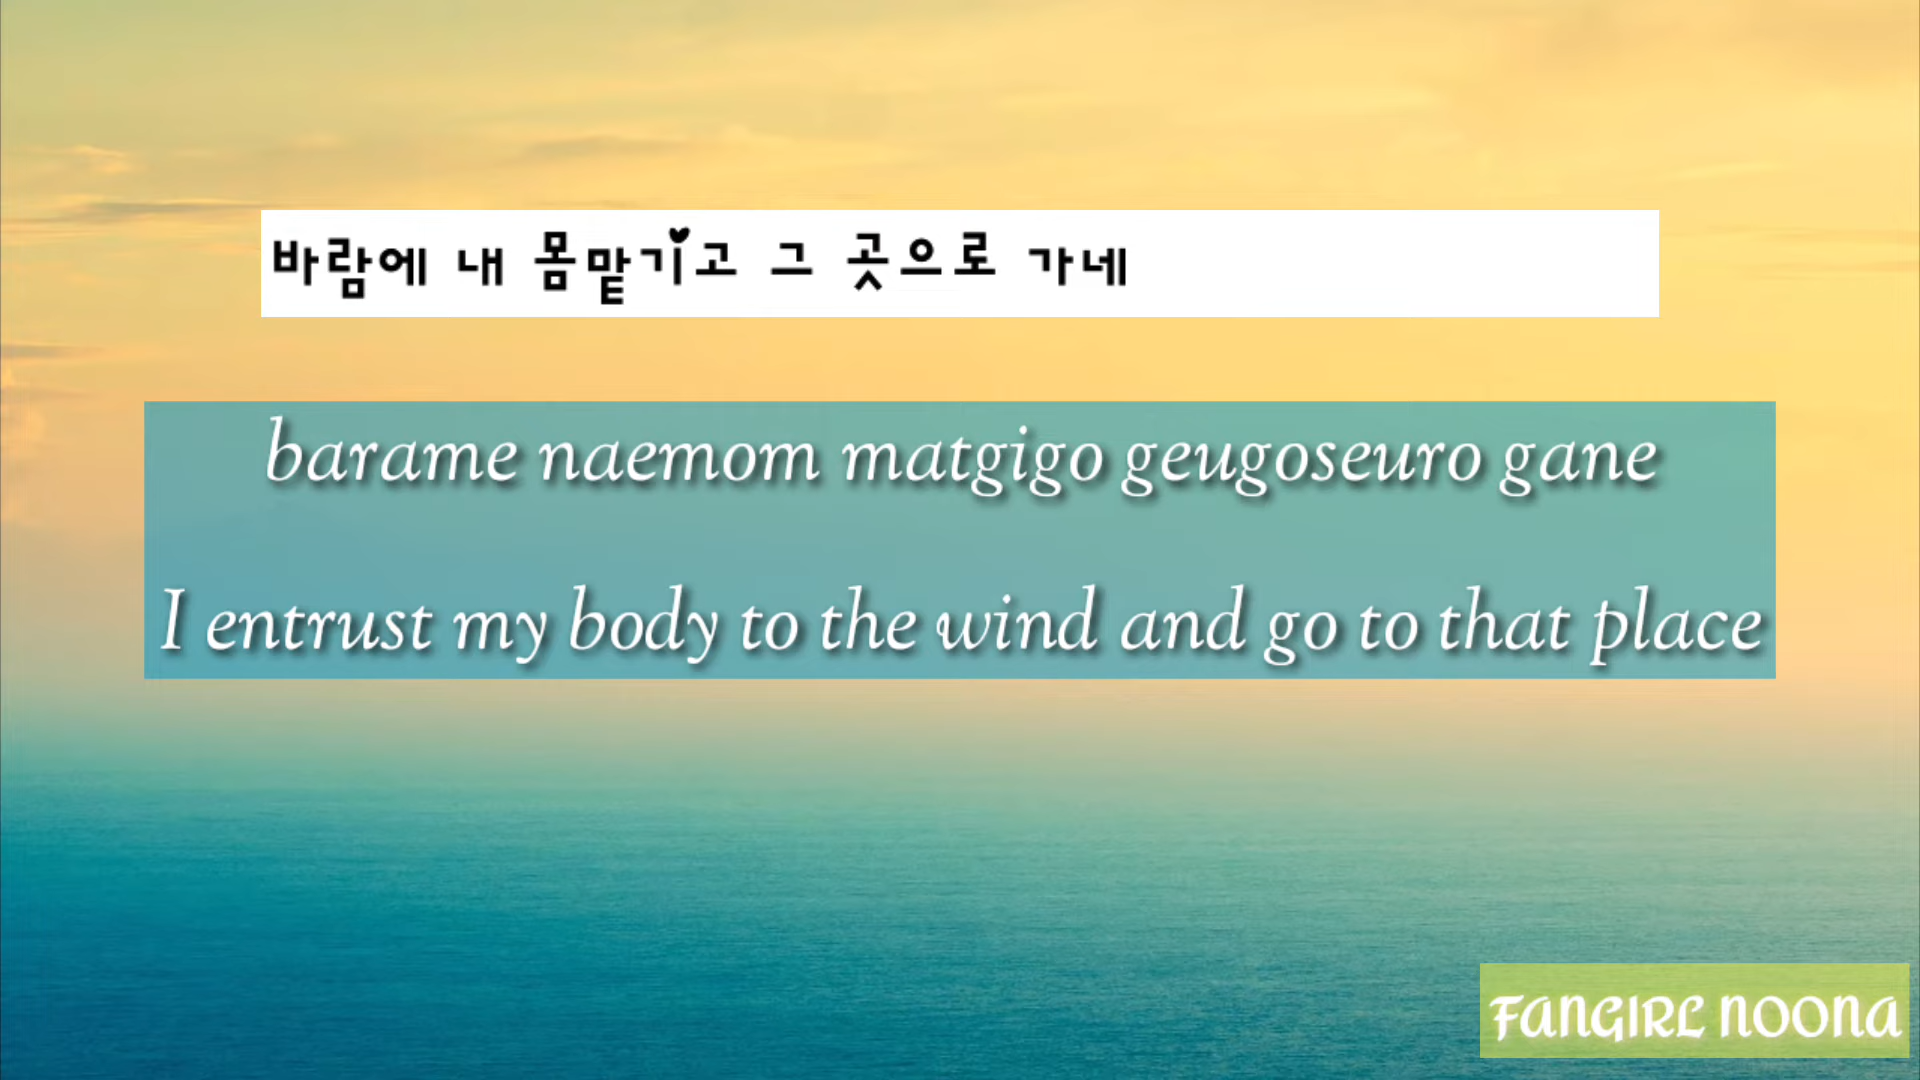 바람에 내 몸맡기고 그 곳으로 가네
barame naemom matgigo geugoseuro gane
I entrust my body to the wind and go to that place
FANGIRL NOONA